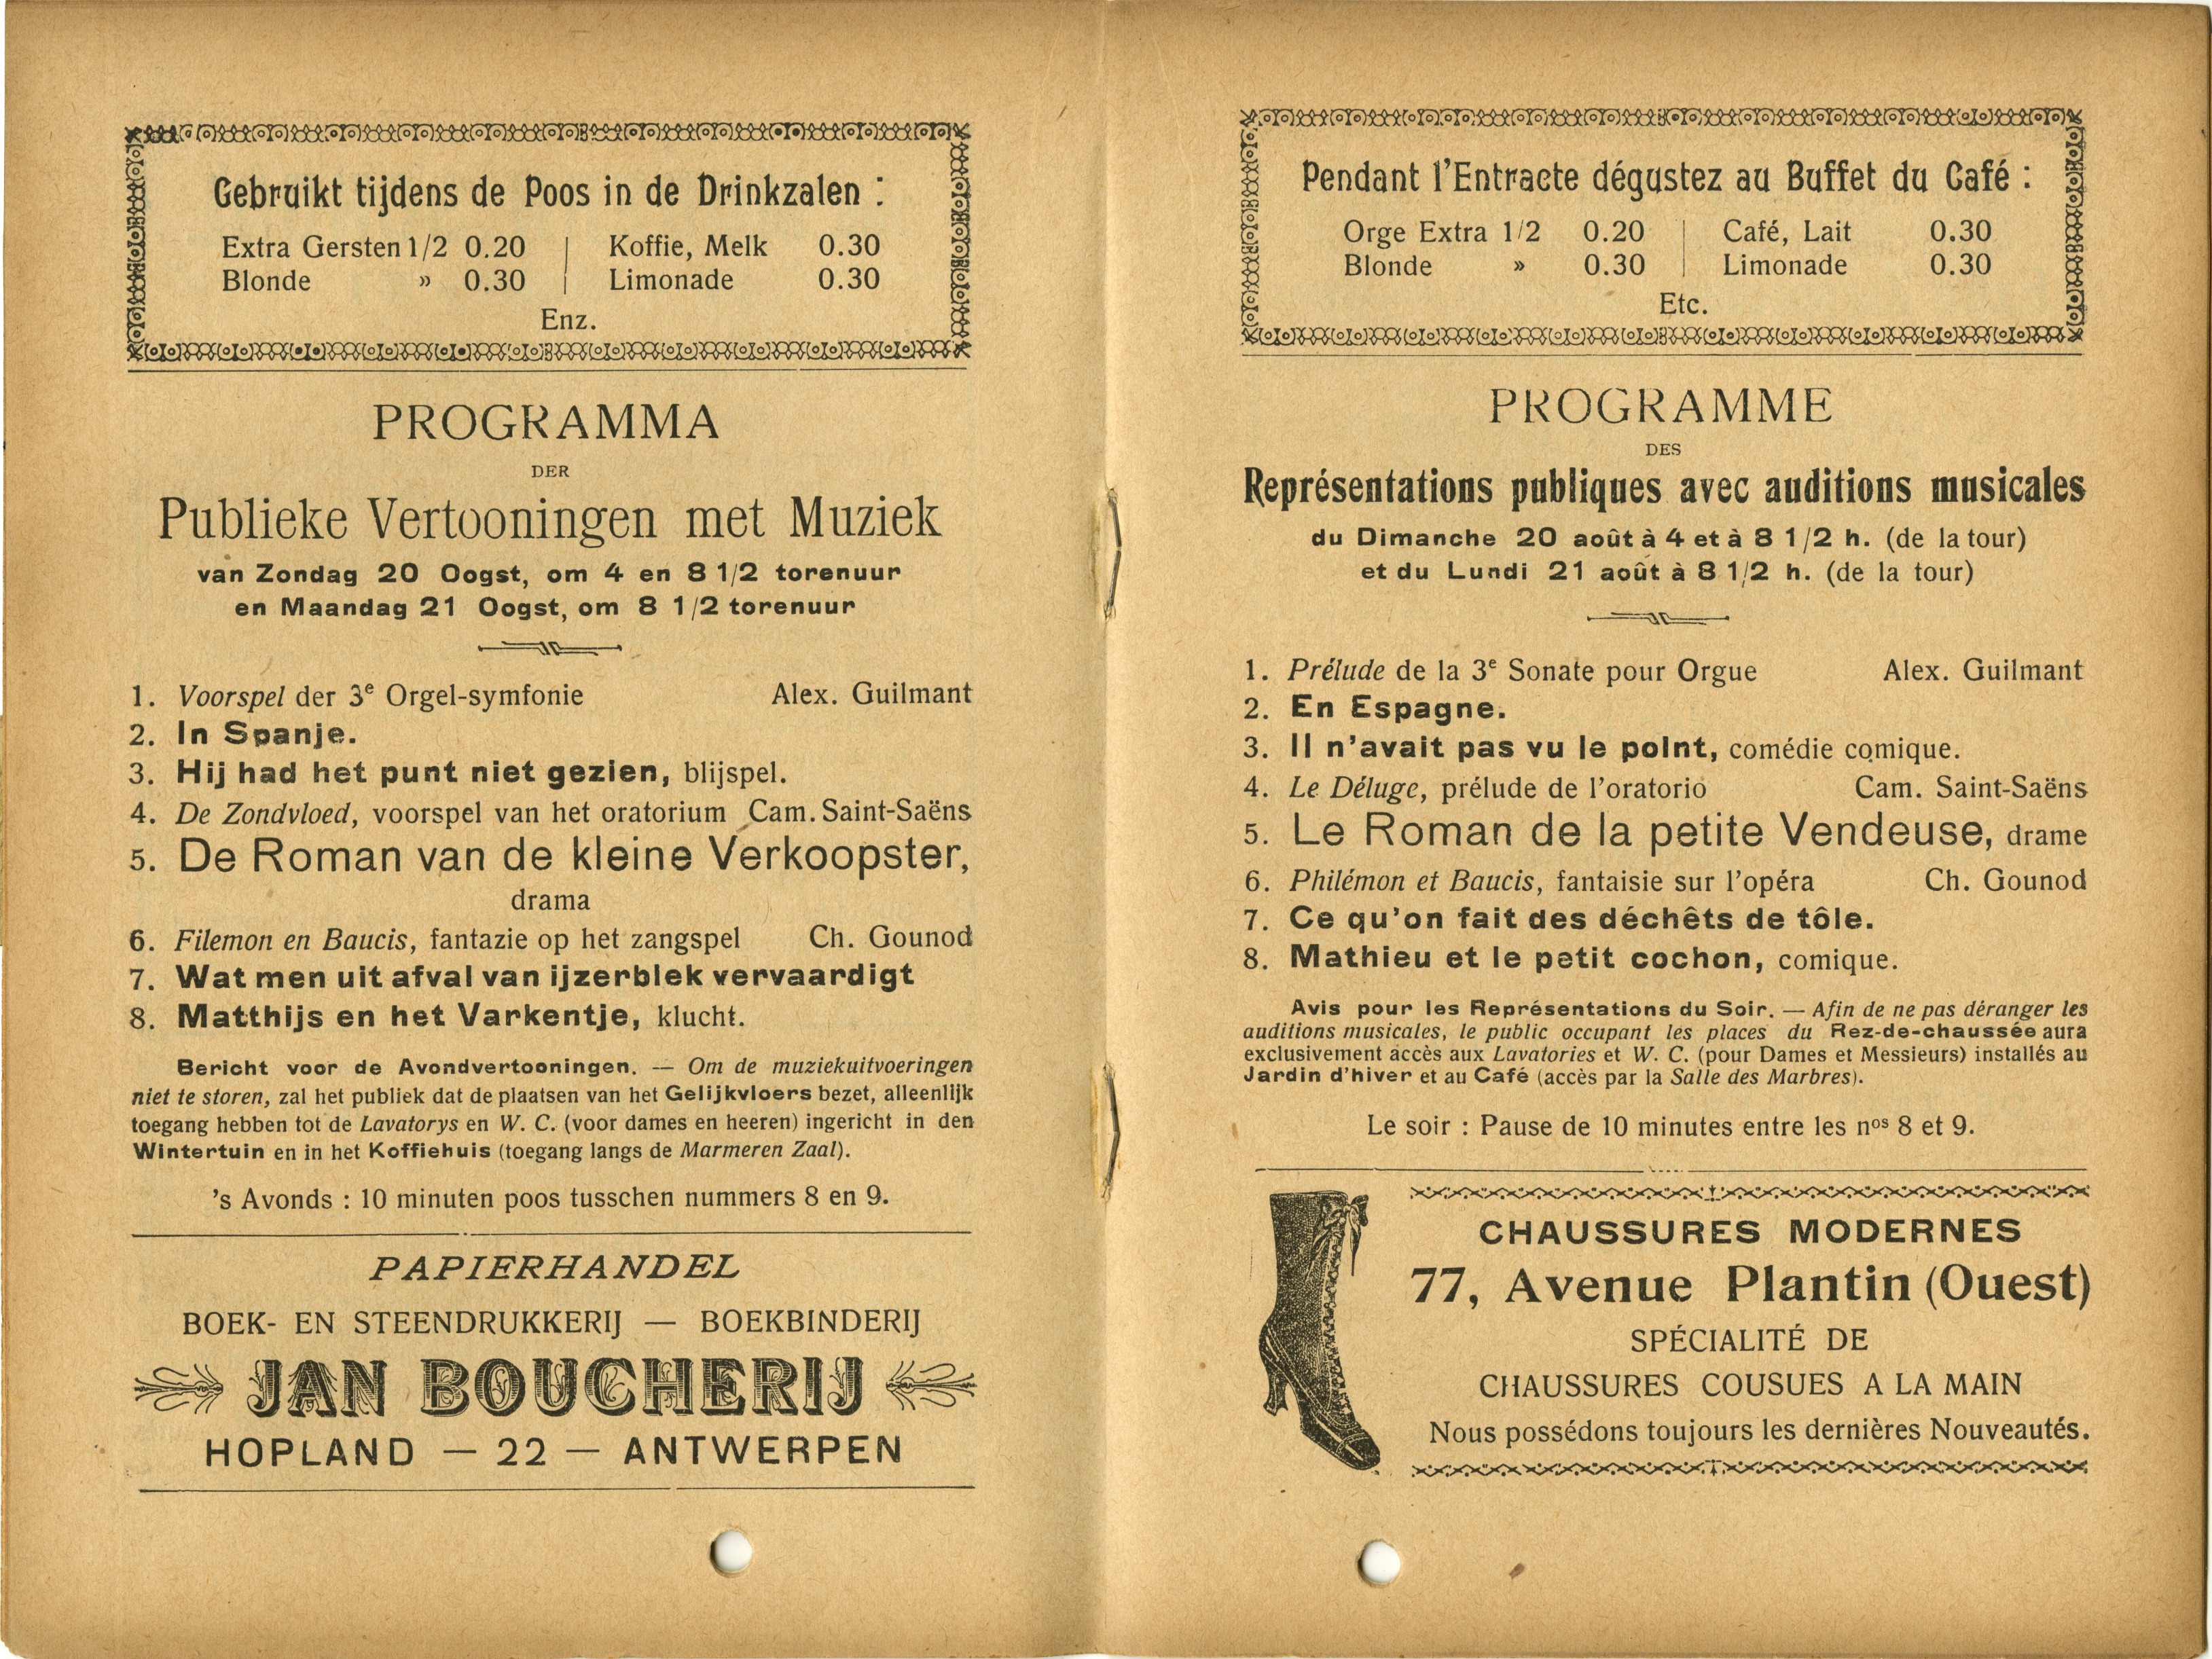 Gebruikt tijdens de Poos in de Drinkzalen :
Extra Gersten 1/2 0.20 | Koffie, Melk 0.30
Blonde » 0.30 | Limonade 0.30
Enz.
PROGRAMMA
DER
Publieke Vertooningen met Muziek
van Zondag 20 Oogst, om 4 en 8 1/2 torenuur
en Maandag 21 Oogst, om 8 1/2 torenuur
1. Voorspel der 3e Orgel-symfonie Alex. Guilmant
2. In Spanje.
3. Hij had het punt niet gezien, blijspel.
4. De Zondvloed, voorspel van het oratorium Cam. Saint-Saëns
5. De Roman van de kleine Verkoopster,
drama
6. Filemon en Baucis, fantazie op het zangspel Ch. Gounod
7. Wat men uit afval van ijzerblek vervaardigt
8. Matthijs en het Varkentje, klucht.
Bericht voor de Avondvertooningen. — Om de muziekuitvoeringen
niet te storen, zal het publiek dat de plaatsen van het Gelijkvloers bezet, alleenlijk
toegang hebben tot de Lavatorys en W. C. (voor dames en heeren) ingericht in den
Wintertuin en in het Koffiehuis (toegang langs de Marmeren Zaal).
's Avonds : 10 minuten poos tusschen nummers 8 en 9.
PAPIERHANDEL
BOEK- EN STEENDRUKKERIJ — BOEKBINDERIJ
JAN BOUCHERIJ
HOPLAND — 22 — ANTWERPEN
Pendant l'Entracte dégustez au Buffet du Café :
Orge Extra 1/2 0.20 | Café, Lait 0.30
Blonde » 0.30 | Limonade 0.30
Etc.
PROGRAMME
DES
Représentations publiques avec auditions musicales
du Dimanche 20 août à 4 et à 8 1/2 h. (de la tour)
et du Lundi 21 août à 8 1/2 h. (de la tour)
1. Prélude de la 3e Sonate pour Orgue Alex. Guilmant
2. En Espagne.
3. Il n'avait pas vu le point, comédie comique.
4. Le Déluge, prélude de l'oratorio Cam. Saint-Saëns
5. Le Roman de la petite Vendeuse, drame
6. Philémon et Baucis, fantaisie sur l'opéra Ch. Gounod
7. Ce qu'on fait des déchêts de tôle.
8. Mathieu et le petit cochon, comique.
Avis pour les Représentations du Soir. — Afin de ne pas déranger les
auditions musicales, le public occupant les places du Rez-de-chaussée aura
exclusivement accès aux Lavatories et W. C. (pour Dames et Messieurs) installés au
Jardin d'hiver et au Café (accès par la Salle des Marbres).
Le soir : Pause de 10 minutes entre les nos 8 et 9.
CHAUSSURES MODERNES
77, Avenue Plantin (Ouest)
SPÉCIALITÉ DE
CHAUSSURES COUSUES A LA MAIN
Nous possédons toujours les dernières Nouveautés.